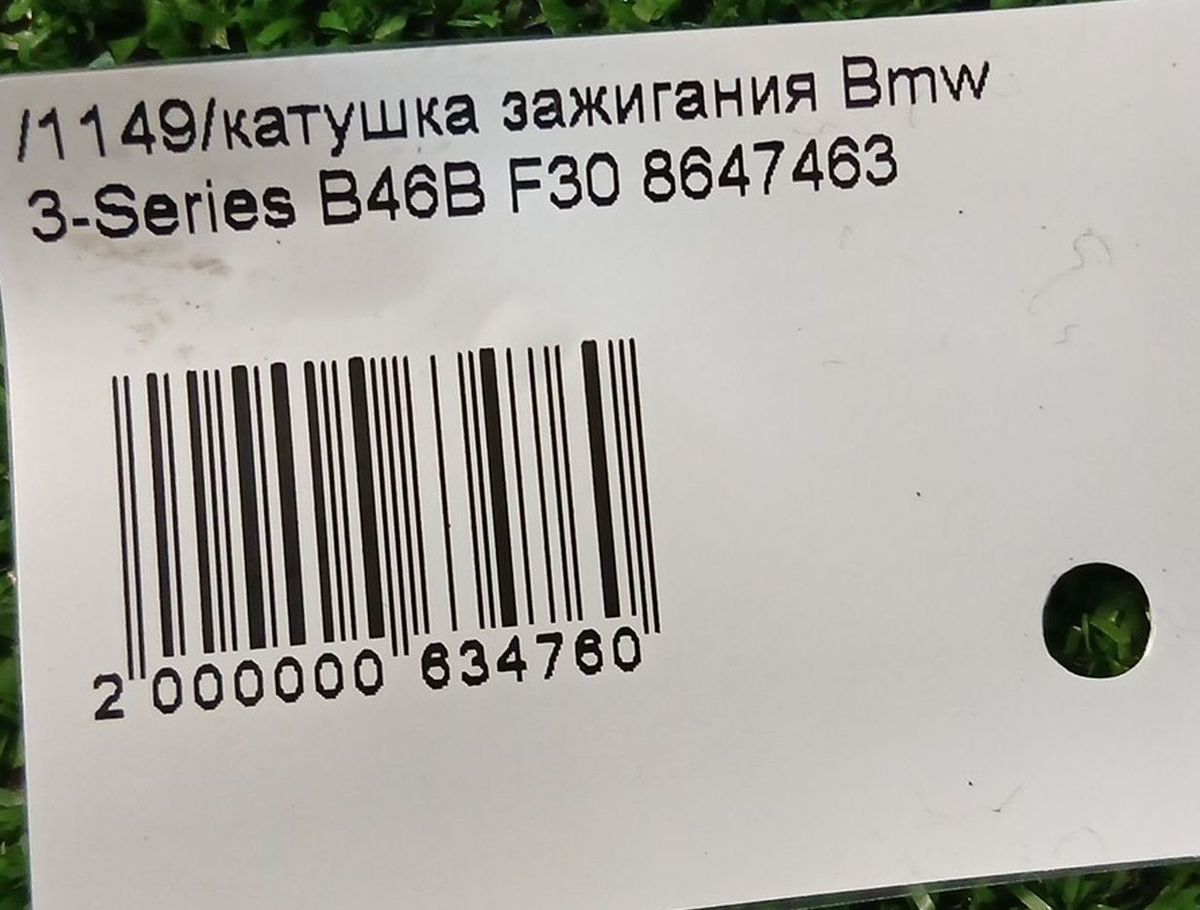 /1149/катушка зажигания Bmw
3-Series B46B F30 8647463
2 000000 634760